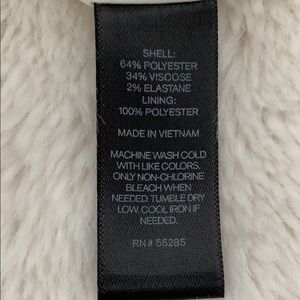 SHELL:
64% POLYESTER
34% VISCOSE
2% ELASTANE
LINING:
100% POLYESTER
MADE IN VIETNAM
MACHINE WASH COLD
WITH LIKE COLORS,
ONLY NON-CHLORINE
BLEACH WHEN
NEEDED. TUMBLE DRY
LOW, COOL IRON IF
NEEDED.
RN# 55285